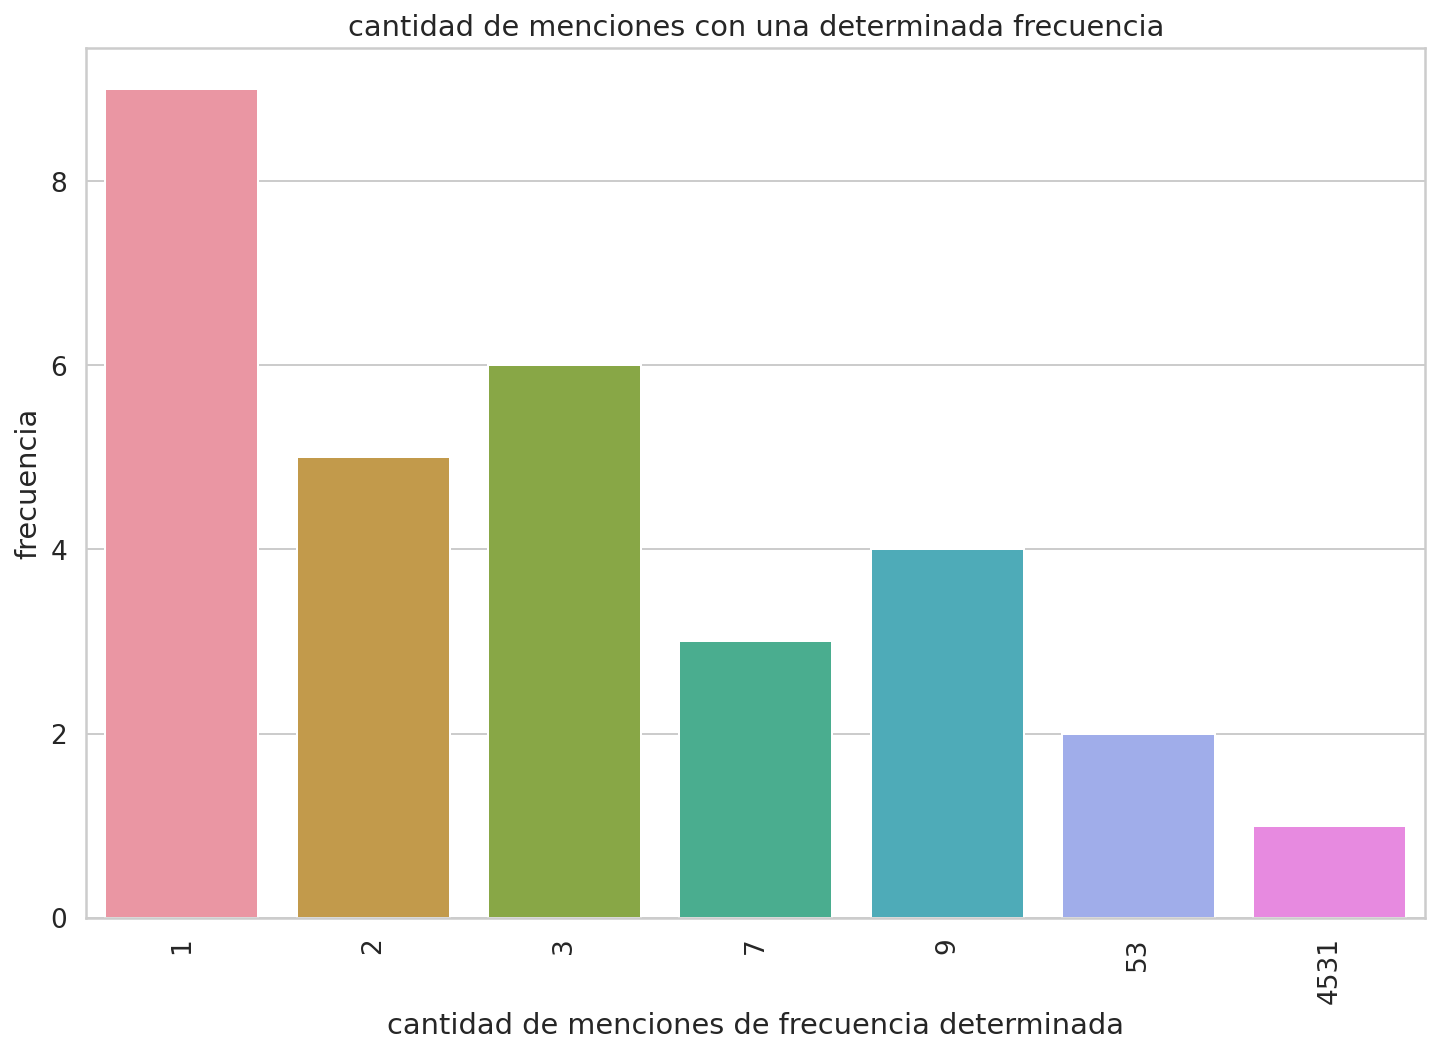 cantidad de menciones con una determinada frecuencia
frecuencia
8
6
4
2
0
1 2 3 7 9 53 4531
cantidad de menciones de frecuencia determinada